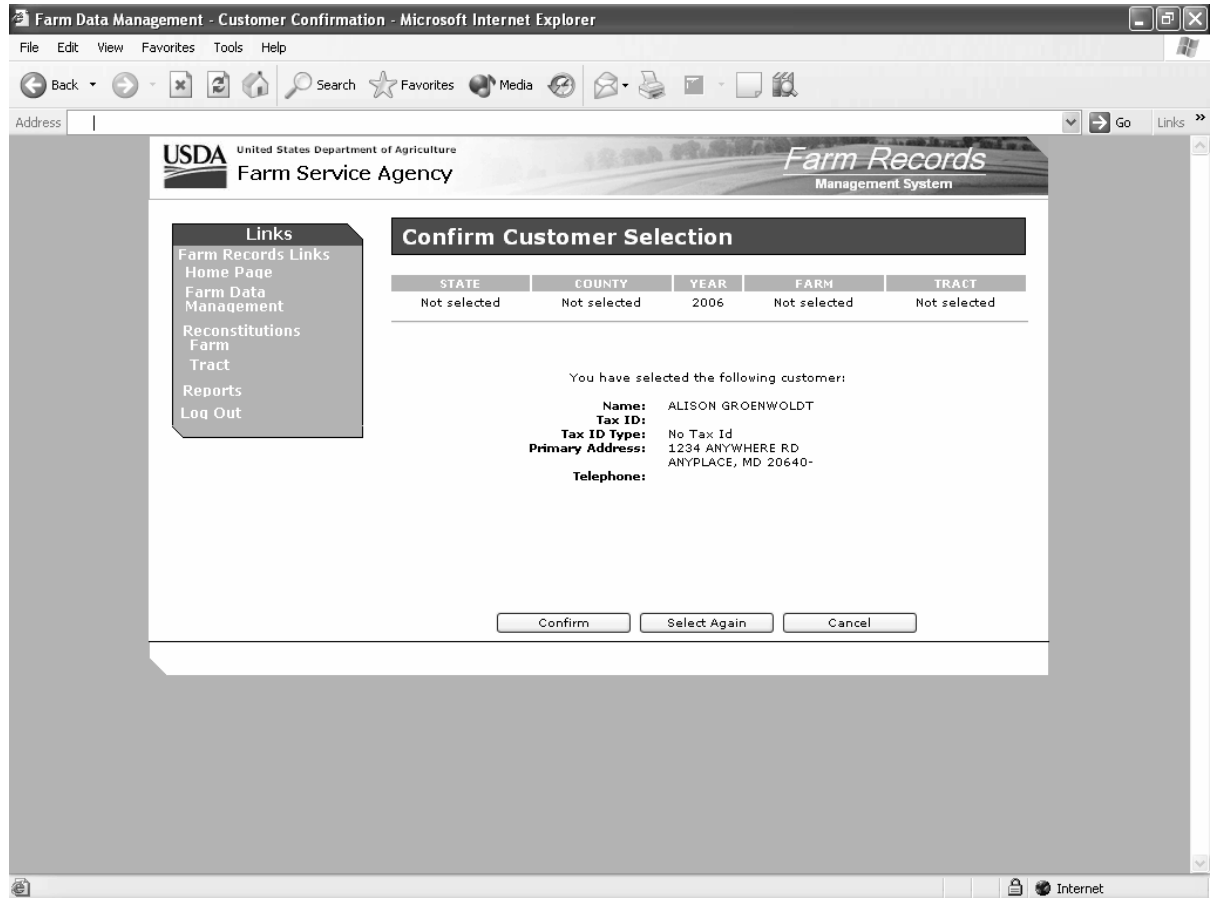 Farm Data Management - Customer Confirmation - Microsoft Internet Explorer
File Edit View Favorites Tools Help
Back Search Favorites Media
Address Go Links »
USDA United States Department of Agriculture
Farm Service Agency
Farm Records
Management System
Links
Farm Records Links
Home Page
Farm Data
Management
Reconstitutions
Farm
Tract
Reports
Log Out
Confirm Customer Selection
STATE COUNTY YEAR FARM TRACT
Not selected Not selected 2006 Not selected Not selected
You have selected the following customer:
Name: ALISON GROENWOLDT
Tax ID:
Tax ID Type: No Tax Id
Primary Address: 1234 ANYWHERE RD
ANYPLACE, MD 20640-
Telephone:
Confirm Select Again Cancel
Internet